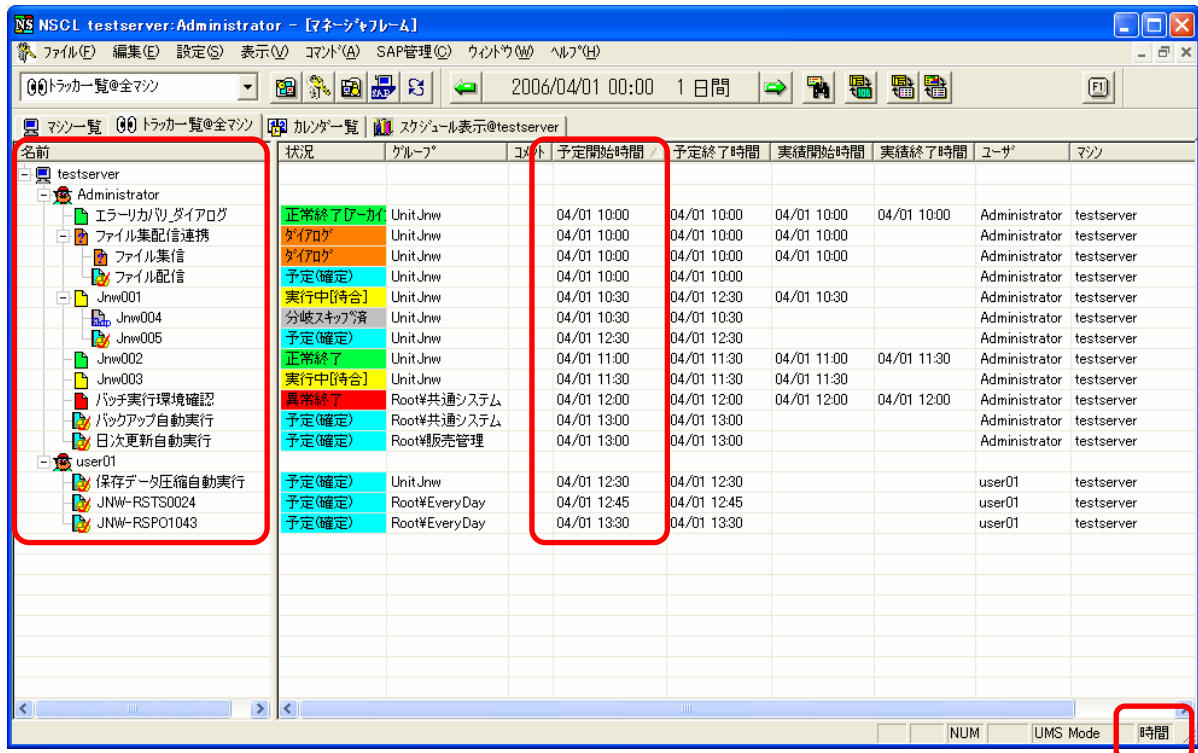 NSCL testserver:Administrator - [マネージャフレーム]
ファイル(F) 編集(E) 設定(S) 表示(V) コマンド(A) SAP管理(C) ウィンドウ(W) ヘルプ(H)
トラッカー一覧@全マシン 2006/04/01 00:00 1 日間 F1
マシン一覧 トラッカー一覧@全マシン カレンダー一覧 スケジュール表示@testserver
名前 状況 グループ コメント 予定開始時間 予定終了時間 実績開始時間 実績終了時間 ユーザ マシン
testserver
Administrator
エラーリカバリ_ダイアログ 正常終了[アーカイ UnitJnw 04/01 10:00 04/01 10:00 04/01 10:00 04/01 10:00 Administrator testserver
ファイル集配信連携 ダイアログ UnitJnw 04/01 10:00 04/01 10:00 04/01 10:00 Administrator testserver
ファイル集信 ダイアログ UnitJnw 04/01 10:00 04/01 10:00 04/01 10:00 Administrator testserver
ファイル配信 予定(確定) UnitJnw 04/01 10:00 04/01 10:00 Administrator testserver
Jnw001 実行中[待合] UnitJnw 04/01 10:30 04/01 12:30 04/01 10:30 Administrator testserver
Jnw004 分岐スキップ済 UnitJnw 04/01 10:30 04/01 10:30 Administrator testserver
Jnw005 予定(確定) UnitJnw 04/01 12:30 04/01 12:30 Administrator testserver
Jnw002 正常終了 UnitJnw 04/01 11:00 04/01 11:30 04/01 11:00 04/01 11:30 Administrator testserver
Jnw003 実行中[待合] UnitJnw 04/01 11:30 04/01 11:30 04/01 11:30 Administrator testserver
バッチ実行環境確認 異常終了 Root¥共通システム 04/01 12:00 04/01 12:00 04/01 12:00 04/01 12:00 Administrator testserver
バックアップ自動実行 予定(確定) Root¥共通システム 04/01 13:00 04/01 13:00 Administrator testserver
日次更新自動実行 予定(確定) Root¥販売管理 04/01 13:00 04/01 13:00 Administrator testserver
user01
保存データ圧縮自動実行 予定(確定) UnitJnw 04/01 12:30 04/01 12:30 user01 testserver
JNW-RSTS0024 予定(確定) Root¥EveryDay 04/01 12:45 04/01 12:45 user01 testserver
JNW-RSPO1043 予定(確定) Root¥EveryDay 04/01 13:30 04/01 13:30 user01 testserver
NUM UMS Mode 時間